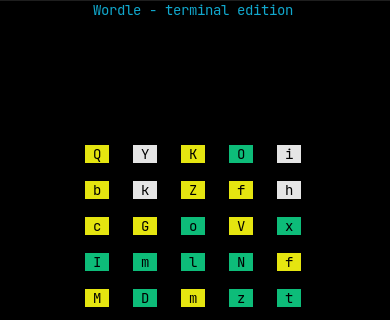 Wordle - terminal edition
Q Y K O i
b k Z f h
c G o V x
I m l N f
M D m z t